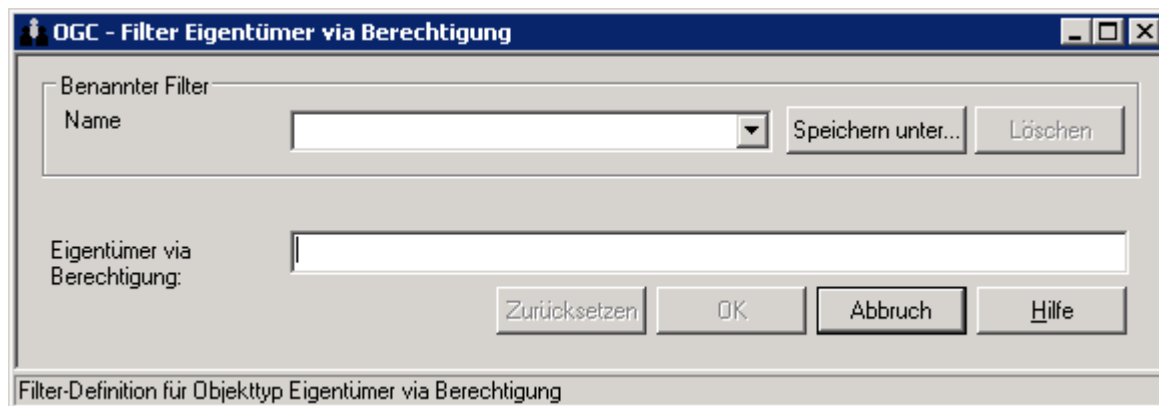 OGC - Filter Eigentümer via Berechtigung
Benannter Filter
Name
Speichern unter...
Löschen
Eigentümer via
Berechtigung:
Zurücksetzen
OK
Abbruch
Hilfe
Filter-Definition für Objekttyp Eigentümer via Berechtigung